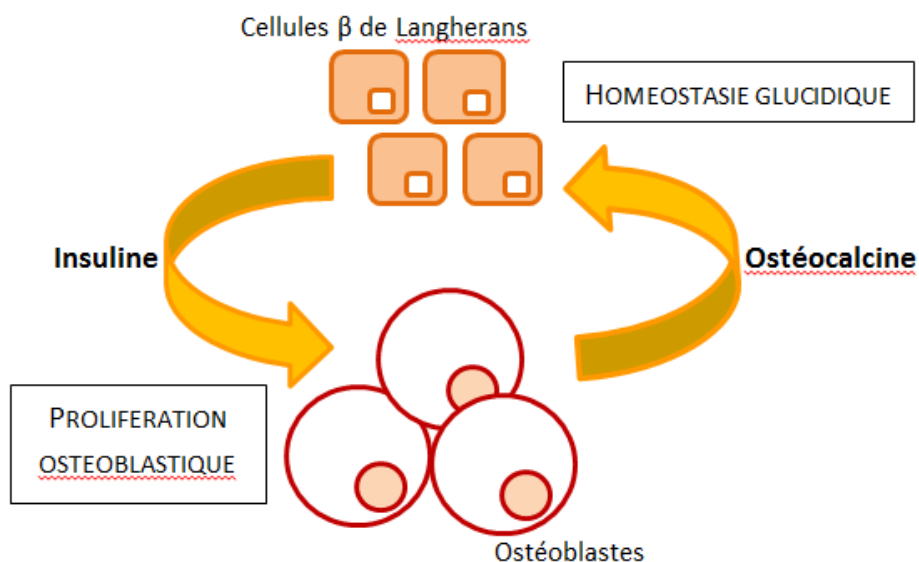 Cellules β de Langherans
HOMEOSTASIE GLUCIDIQUE
Insuline
Ostéocalcine
PROLIFERATION
OSTEOBLASTIQUE
Ostéoblastes